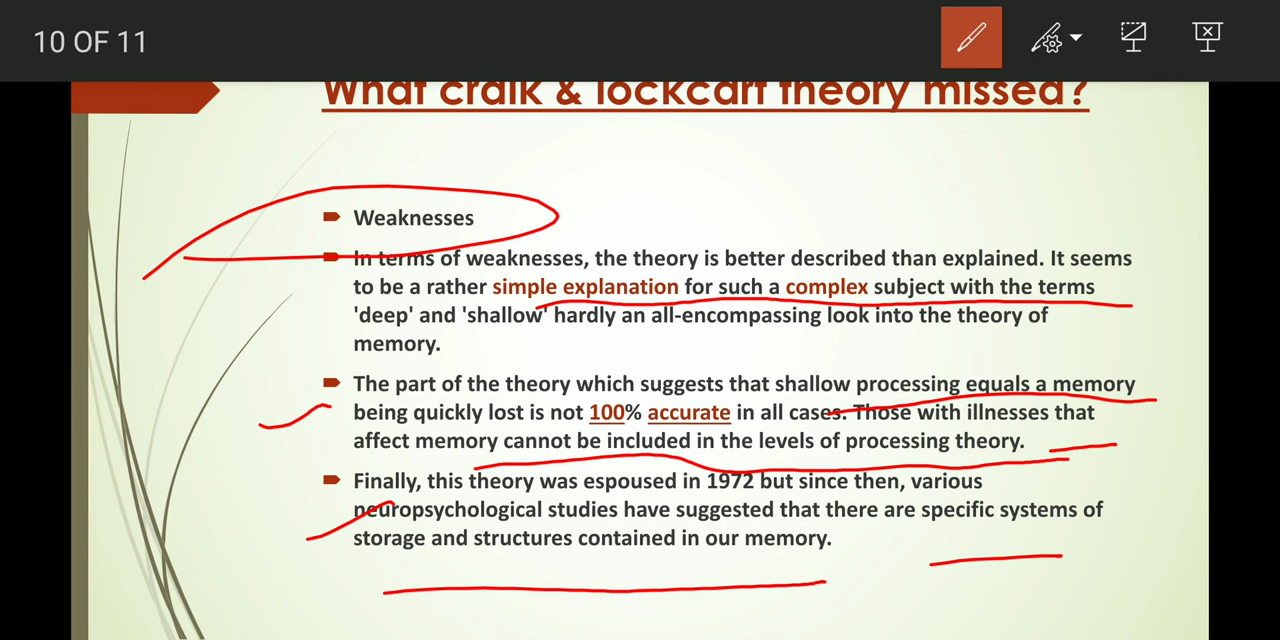 10 OF 11
What craik & lockcart theory missed?
Weaknesses
In terms of weaknesses, the theory is better described than explained. It seems
to be a rather simple explanation for such a complex subject with the terms
'deep' and 'shallow' hardly an all-encompassing look into the theory of
memory.
The part of the theory which suggests that shallow processing equals a memory
being quickly lost is not 100% accurate in all cases. Those with illnesses that
affect memory cannot be included in the levels of processing theory.
Finally, this theory was espoused in 1972 but since then, various
neuropsychological studies have suggested that there are specific systems of
storage and structures contained in our memory.